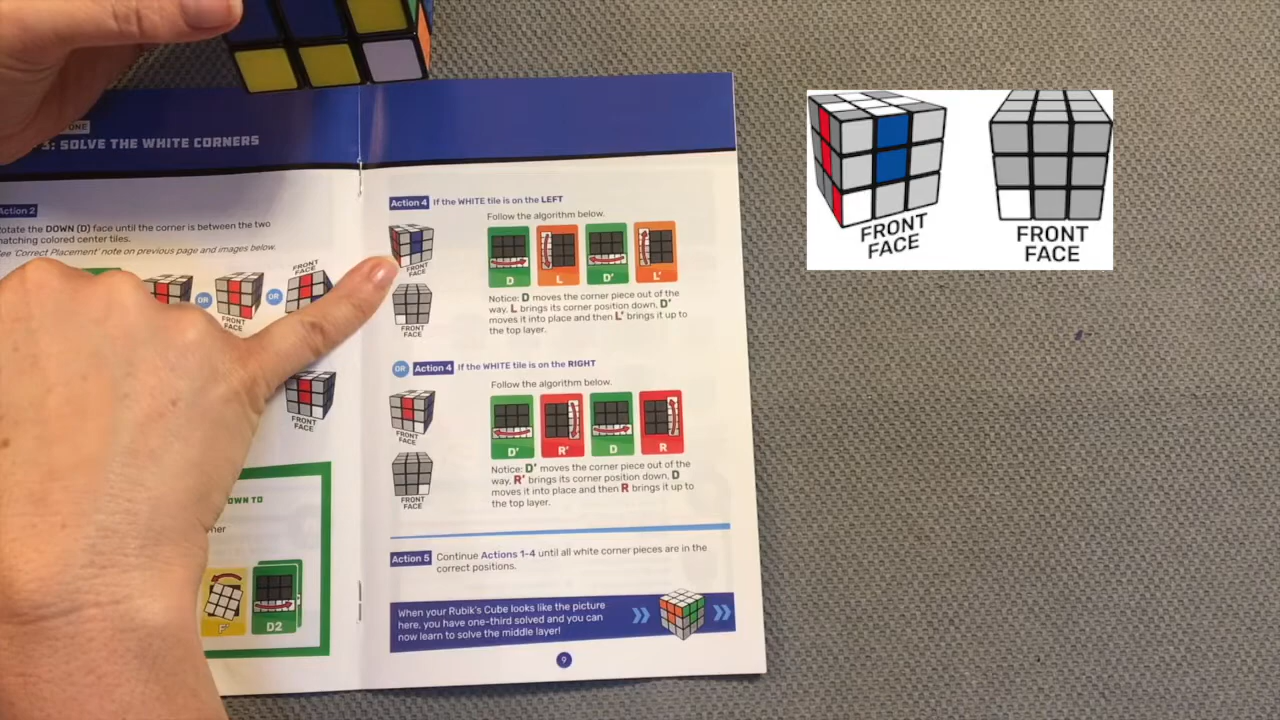 ONE
3: SOLVE THE WHITE CORNERS
Action 2
Rotate the DOWN (D) face until the corner is between the two
matching colored center tiles.
See 'Correct Placement' note on previous page and images below.
OR
OR
FRONT
FACE
FRONT
FACE
FRONT
FACE
OWN TO
F'
D2
Action 4 If the WHITE tile is on the LEFT
Follow the algorithm below.
FRONT
FACE
D L D' L'
FRONT
FACE
Notice: D moves the corner piece out of the
way, L brings its corner position down, D'
moves it into place and then L' brings it up to
the top layer.
OR Action 4 If the WHITE tile is on the RIGHT
Follow the algorithm below.
FRONT
FACE
D' R' D R
FRONT
FACE
Notice: D' moves the corner piece out of the
way, R' brings its corner position down, D
moves it into place and then R brings it up to
the top layer.
Action 5 Continue Actions 1-4 until all white corner pieces are in the
correct positions.
When your Rubik's Cube looks like the picture
here, you have one-third solved and you can
now learn to solve the middle layer!
9
FRONT
FACE
FRONT
FACE